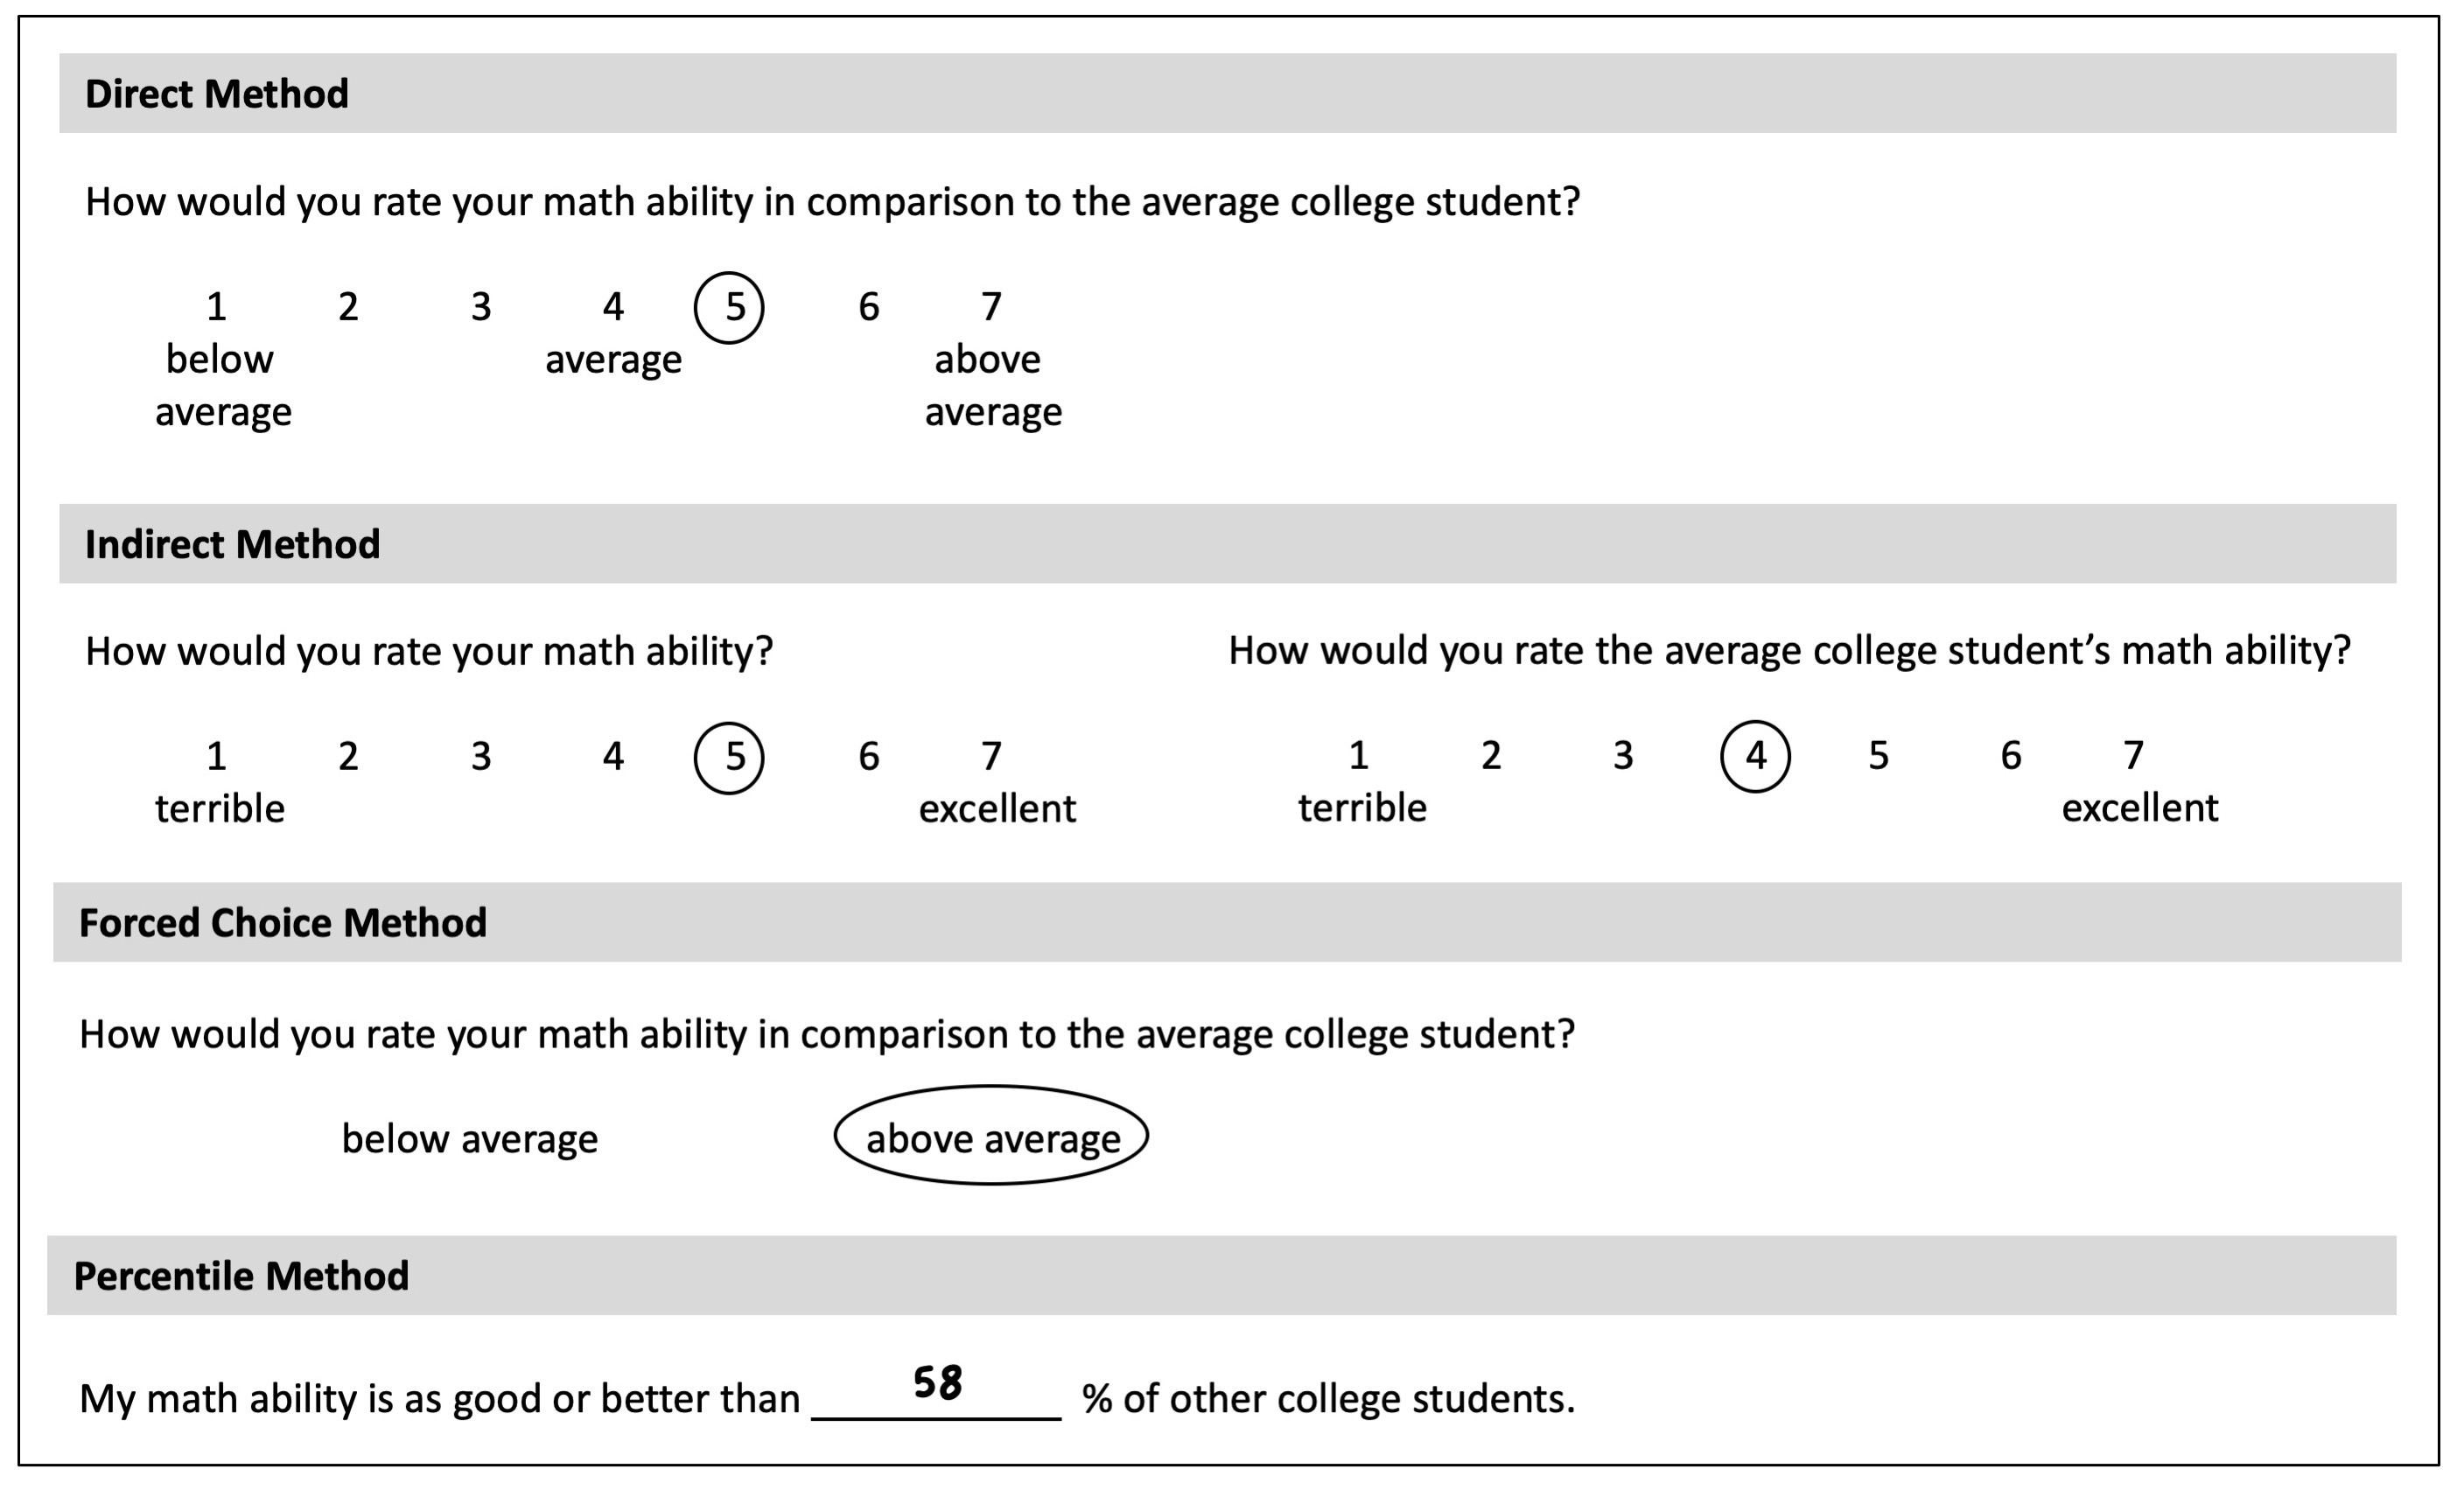 Direct Method
How would you rate your math ability in comparison to the average college student?
1 2 3 4 5 6 7
below average above
average average
Indirect Method
How would you rate your math ability?
1 2 3 4 5 6 7
terrible excellent
How would you rate the average college student’s math ability?
1 2 3 4 5 6 7
terrible excellent
Forced Choice Method
How would you rate your math ability in comparison to the average college student?
below average above average
Percentile Method
My math ability is as good or better than 58 % of other college students.